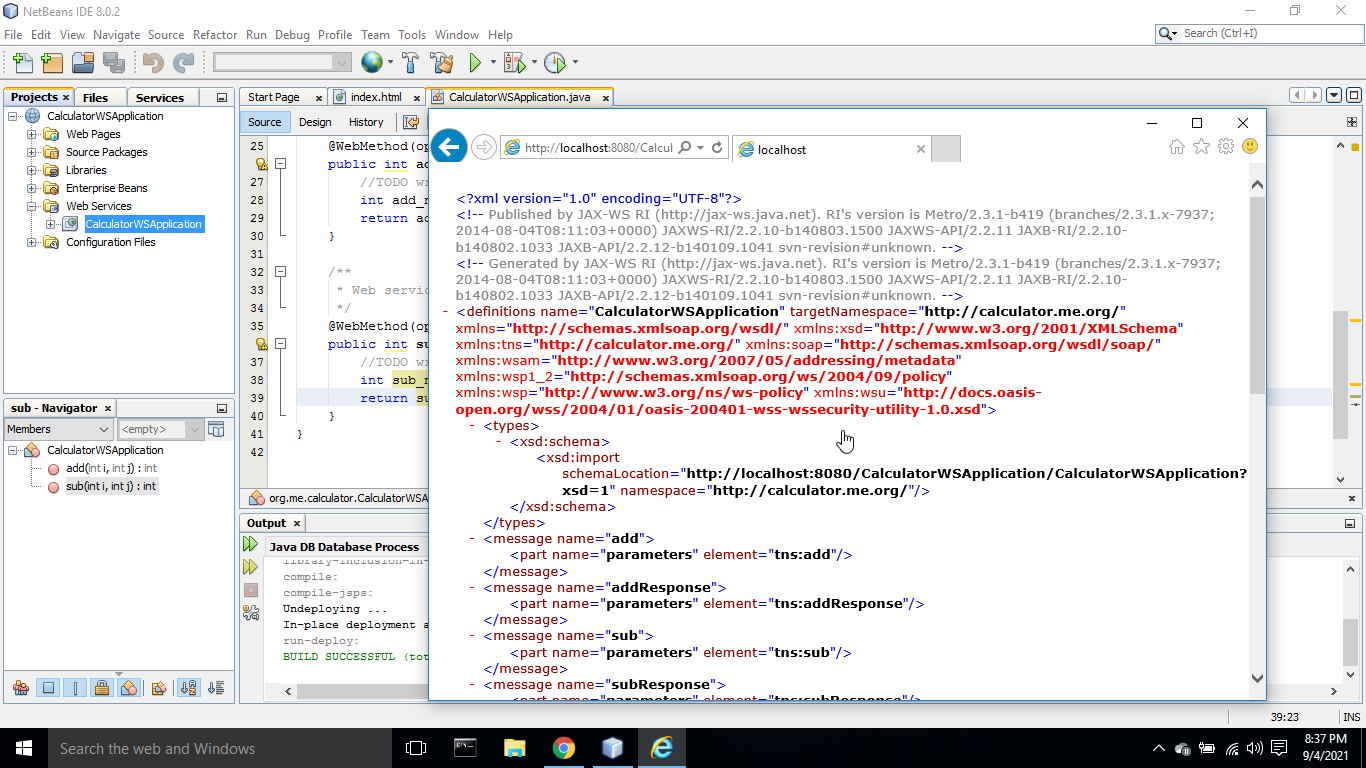 NetBeans IDE 8.0.2
File Edit View Navigate Source Refactor Run Debug Profile Team Tools Window Help
Search (Ctrl+I)
Projects Files Services
CalculatorWSApplication
Web Pages
Source Packages
Libraries
Enterprise Beans
Web Services
CalculatorWSApplication
Configuration Files
sub - Navigator
Members
<empty>
CalculatorWSApplication
add(int i, int j) : int
sub(int i, int j) : int
Start Page index.html CalculatorWSApplication.java
Source Design History
25 @WebMethod(op
public int ad
27 //TODO wr
28 int add_r
29 return ad
30 }
31
32 /**
33 * Web servic
34 */
35 @WebMethod(op
public int su
37 //TODO wr
38 int sub_r
39 return su
40 }
41 }
42
org.me.calculator.CalculatorWSA
Output
Java DB Database Process
library-inclusion-in-
compile:
compile-jsps:
Undeploying ...
In-place deployment a
run-deploy:
BUILD SUCCESSFUL (tot
http://localhost:8080/Calcul
localhost
<?xml version="1.0" encoding="UTF-8"?>
<!-- Published by JAX-WS RI (http://jax-ws.java.net). RI's version is Metro/2.3.1-b419 (branches/2.3.1.x-7937;
2014-08-04T08:11:03+0000) JAXWS-RI/2.2.10-b140803.1500 JAXWS-API/2.2.11 JAXB-RI/2.2.10-
b140802.1033 JAXB-API/2.2.12-b140109.1041 svn-revision#unknown. -->
<!-- Generated by JAX-WS RI (http://jax-ws.java.net). RI's version is Metro/2.3.1-b419 (branches/2.3.1.x-7937;
2014-08-04T08:11:03+0000) JAXWS-RI/2.2.10-b140803.1500 JAXWS-API/2.2.11 JAXB-RI/2.2.10-
b140802.1033 JAXB-API/2.2.12-b140109.1041 svn-revision#unknown. -->
- <definitions name="CalculatorWSApplication" targetNamespace="http://calculator.me.org/"
xmlns="http://schemas.xmlsoap.org/wsdl/" xmlns:xsd="http://www.w3.org/2001/XMLSchema"
xmlns:tns="http://calculator.me.org/" xmlns:soap="http://schemas.xmlsoap.org/wsdl/soap/"
xmlns:wsam="http://www.w3.org/2007/05/addressing/metadata"
xmlns:wsp1_2="http://schemas.xmlsoap.org/ws/2004/09/policy"
xmlns:wsp="http://www.w3.org/ns/ws-policy" xmlns:wsu="http://docs.oasis-
open.org/wss/2004/01/oasis-200401-wss-wssecurity-utility-1.0.xsd">
- <types>
- <xsd:schema>
<xsd:import
schemaLocation="http://localhost:8080/CalculatorWSApplication/CalculatorWSApplication?
xsd=1" namespace="http://calculator.me.org/"/>
</xsd:schema>
</types>
- <message name="add">
<part name="parameters" element="tns:add"/>
</message>
- <message name="addResponse">
<part name="parameters" element="tns:addResponse"/>
</message>
- <message name="sub">
<part name="parameters" element="tns:sub"/>
</message>
- <message name="subResponse">
<part name="parameters" element="tns:subResponse"/>
39:23 INS
Search the web and Windows
8:37 PM
9/4/2021